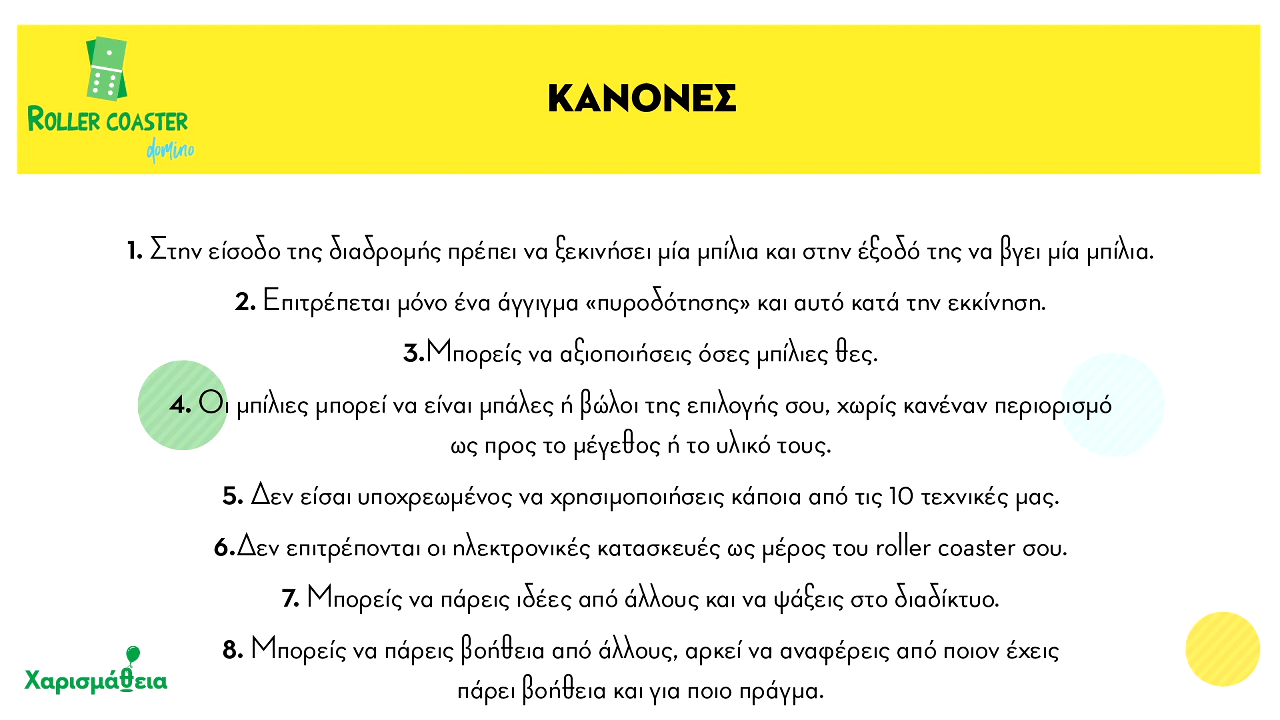 ROLLER COASTER
domino
ΚΑΝΟΝΕΣ
1. Στην είσοδο της διαδρομής πρέπει να ξεκινήσει μία μπίλια και στην έξοδό της να βγει μία μπίλια.
2. Επιτρέπεται μόνο ένα άγγιγμα «πυροδότησης» και αυτό κατά την εκκίνηση.
3.Μπορείς να αξιοποιήσεις όσες μπίλιες θες.
4. Οι μπίλιες μπορεί να είναι μπάλες ή βώλοι της επιλογής σου, χωρίς κανέναν περιορισμό
ως προς το μέγεθος ή το υλικό τους.
5. Δεν είσαι υποχρεωμένος να χρησιμοποιήσεις κάποια από τις 10 τεχνικές μας.
6.Δεν επιτρέπονται οι ηλεκτρονικές κατασκευές ως μέρος του roller coaster σου.
7. Μπορείς να πάρεις ιδέες από άλλους και να ψάξεις στο διαδίκτυο.
8. Μπορείς να πάρεις βοήθεια από άλλους, αρκεί να αναφέρεις από ποιον έχεις
πάρει βοήθεια και για ποιο πράγμα.
Χαρισμάθεια